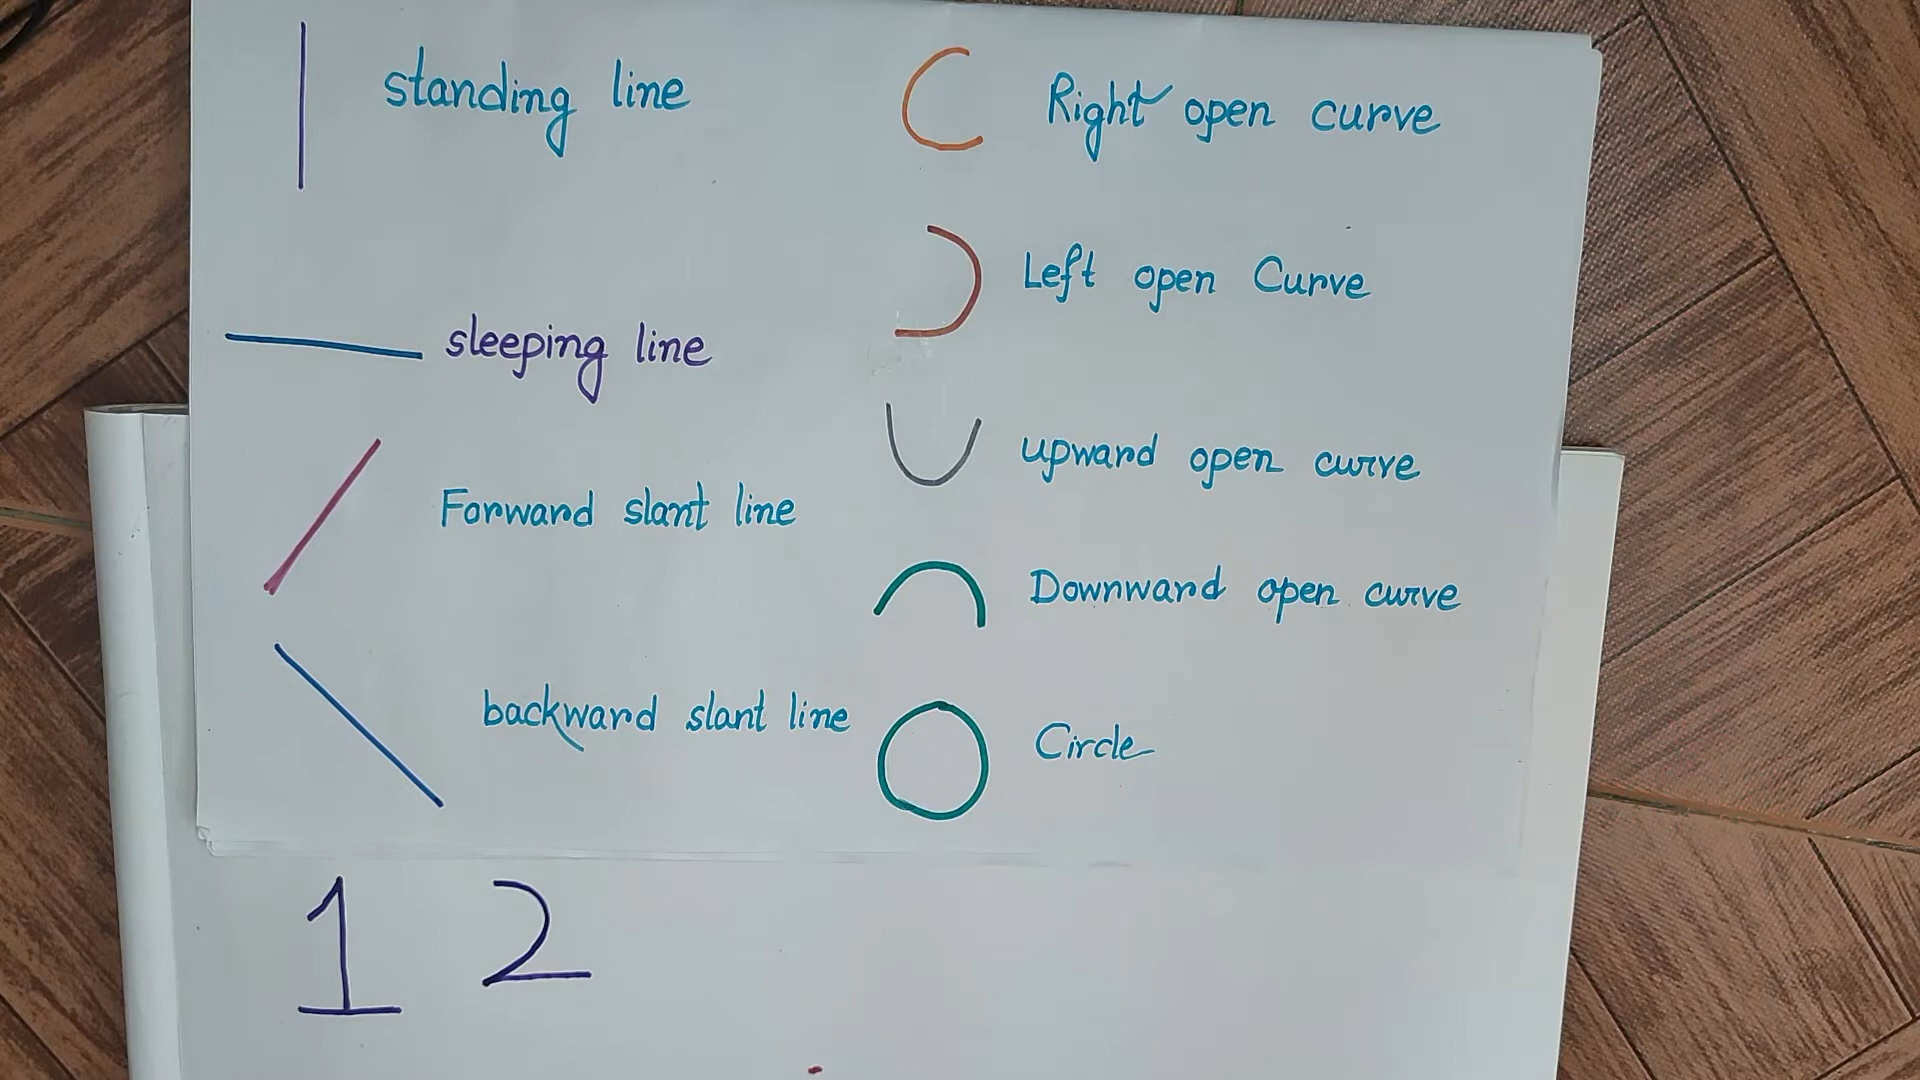 standing line
sleeping line
Forward slant line
backward slant line
Right open curve
Left open Curve
upward open curve
Downward open curve
Circle
1 2